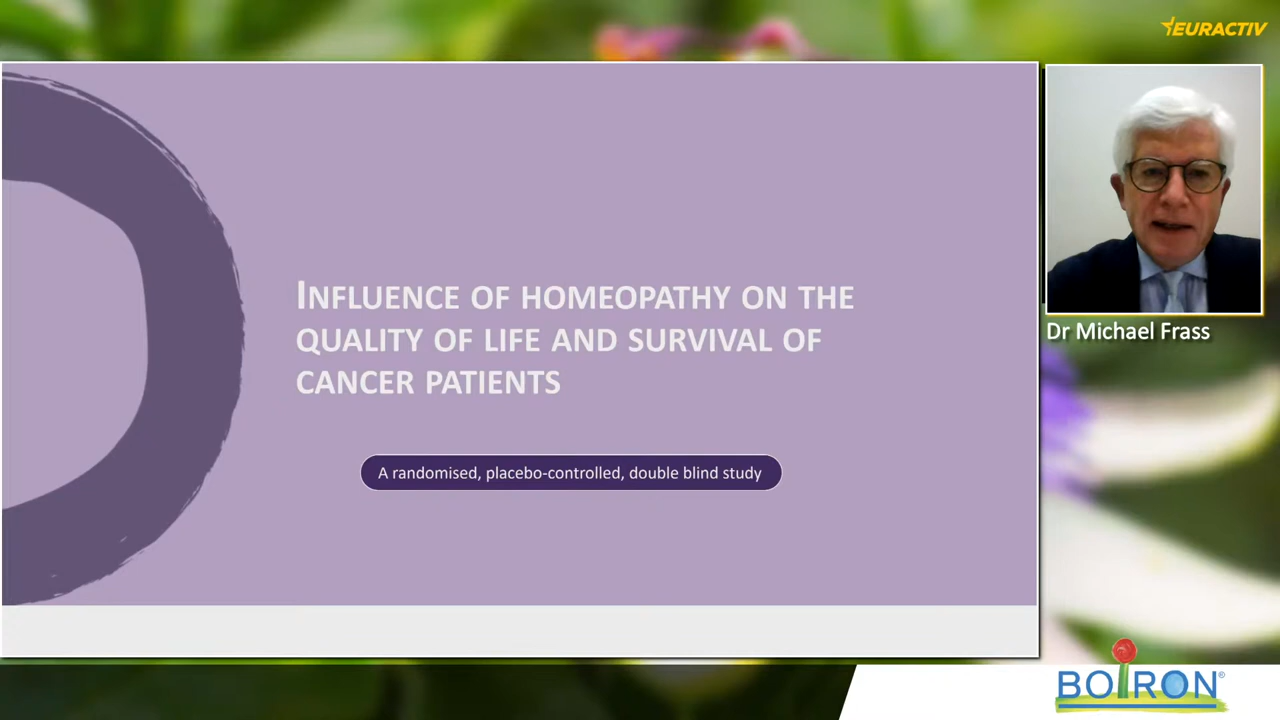 EURACTIV
INFLUENCE OF HOMEOPATHY ON THE
QUALITY OF LIFE AND SURVIVAL OF
CANCER PATIENTS
A randomised, placebo-controlled, double blind study
Dr Michael Frass
BOIRON®